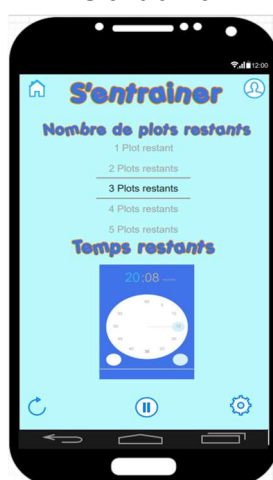 12:00
S'entrainer
Nombre de plots restants
1 Plot restant
2 Plots restants
3 Plots restants
4 Plots restants
5 Plots restants
Temps restants
20:08